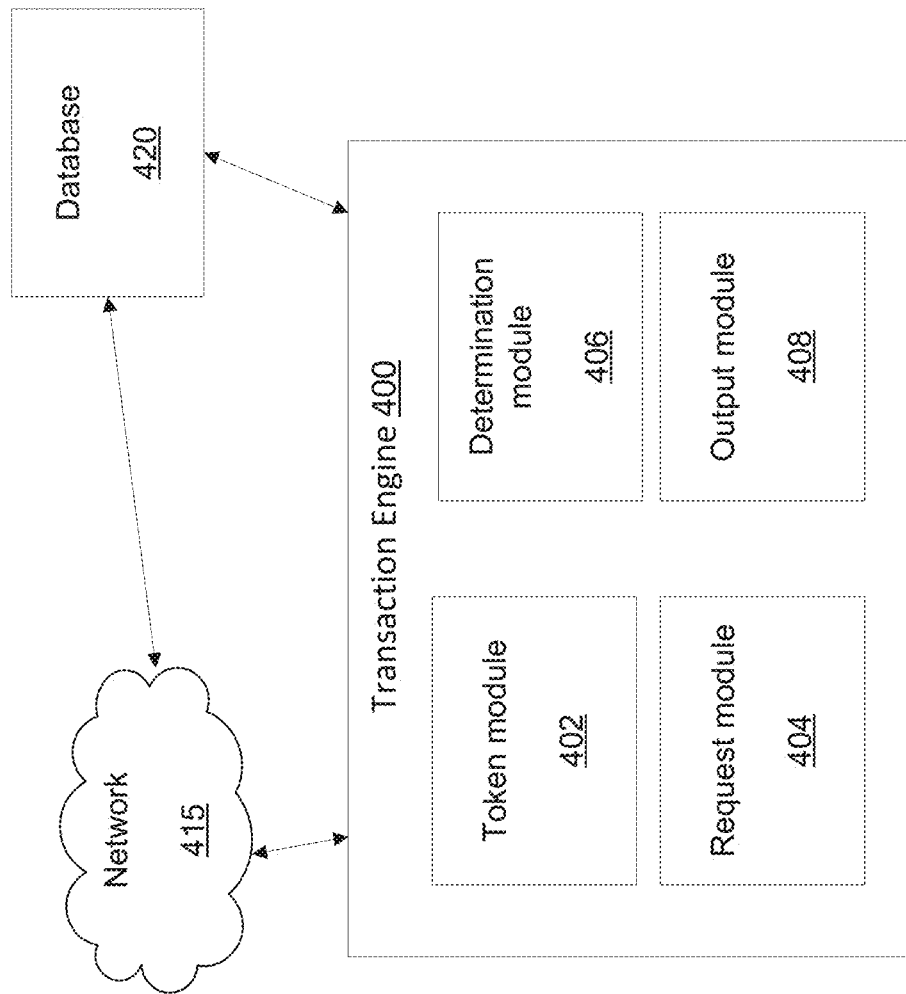 Network
415
Database
420
Transaction Engine 400
Token module
402
Determination
module
406
Request module
404
Output module
408